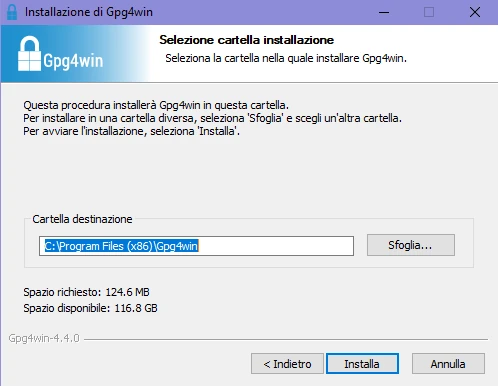 Installazione di Gpg4win
Gpg4win
Selezione cartella installazione
Seleziona la cartella nella quale installare Gpg4win.
Questa procedura installerà Gpg4win in questa cartella.
Per installare in una cartella diversa, seleziona 'Sfoglia' e scegli un'altra cartella.
Per avviare l'installazione, seleziona 'Installa'.
Cartella destinazione
C:\Program Files (x86)\Gpg4win
Sfoglia...
Spazio richiesto: 124.6 MB
Spazio disponibile: 116.8 GB
Gpg4win-4.4.0
< Indietro
Installa
Annulla